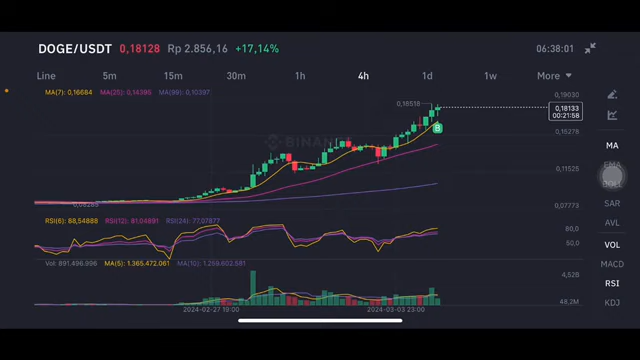 DOGE/USDT 0,18128 Rp 2.856,16 +17,14% 06:38:01
Line 5m 15m 30m 1h 4h 1d 1w More
MA(7): 0,16684 MA(25): 0,14390 MA(99): 0,10397
0,19030
0,18518
0,18133
00:21:58
B
0,15278
BINANCE
MA
EMA
0,11525
BOLL
SAR
0,07773
RSI(6): 88,54888 RSI(12): 81,04891 RSI(24): 77,07877
AVL
80,0
50,0
VOL
Vol: 891.496.996 MA(5): 1.365.472.061 MA(10): 1.268.602.581
MACD
4,52B
RSI
48,2M
KDJ
2024-02-27 19:00 2024-03-03 23:00